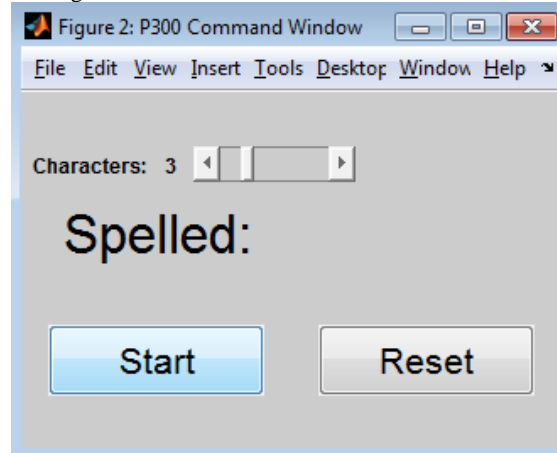 Figure 2: P300 Command Window
File Edit View Insert Tools Desktop Window Help
Characters: 3
Spelled:
Start Reset